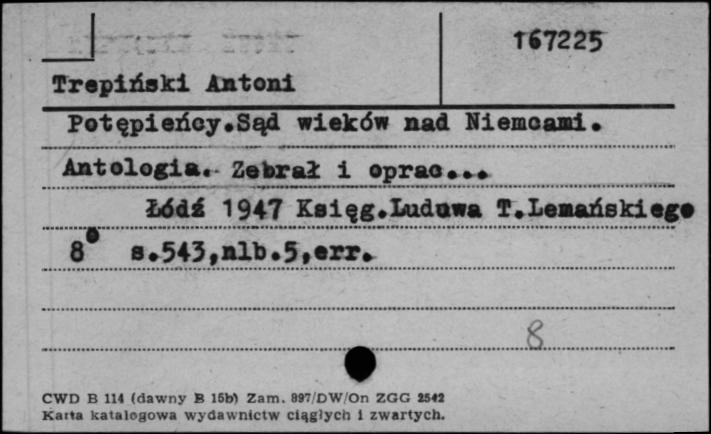 167225
Trepiński Antoni
Potępieńcy.Sąd wieków nad Niemcami.
Antologia. Zebrał i oprac...
Łódź 1947 Księg.Ludowa T.Lemańskiego
8° s.543,nlb.5,err.
8
CWD B 114 (dawny B 15b) Zam. 897/DW/On ZGG 2542
Karta katalogowa wydawnictw ciągłych i zwartych.